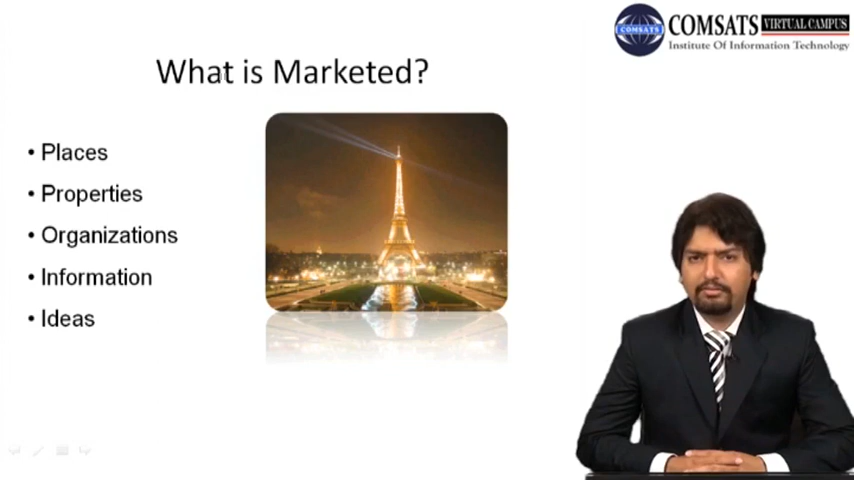 COMSATS VIRTUAL CAMPUS
Institute Of Information Technology
COMSATS
What is Marketed?
• Places
• Properties
• Organizations
• Information
• Ideas